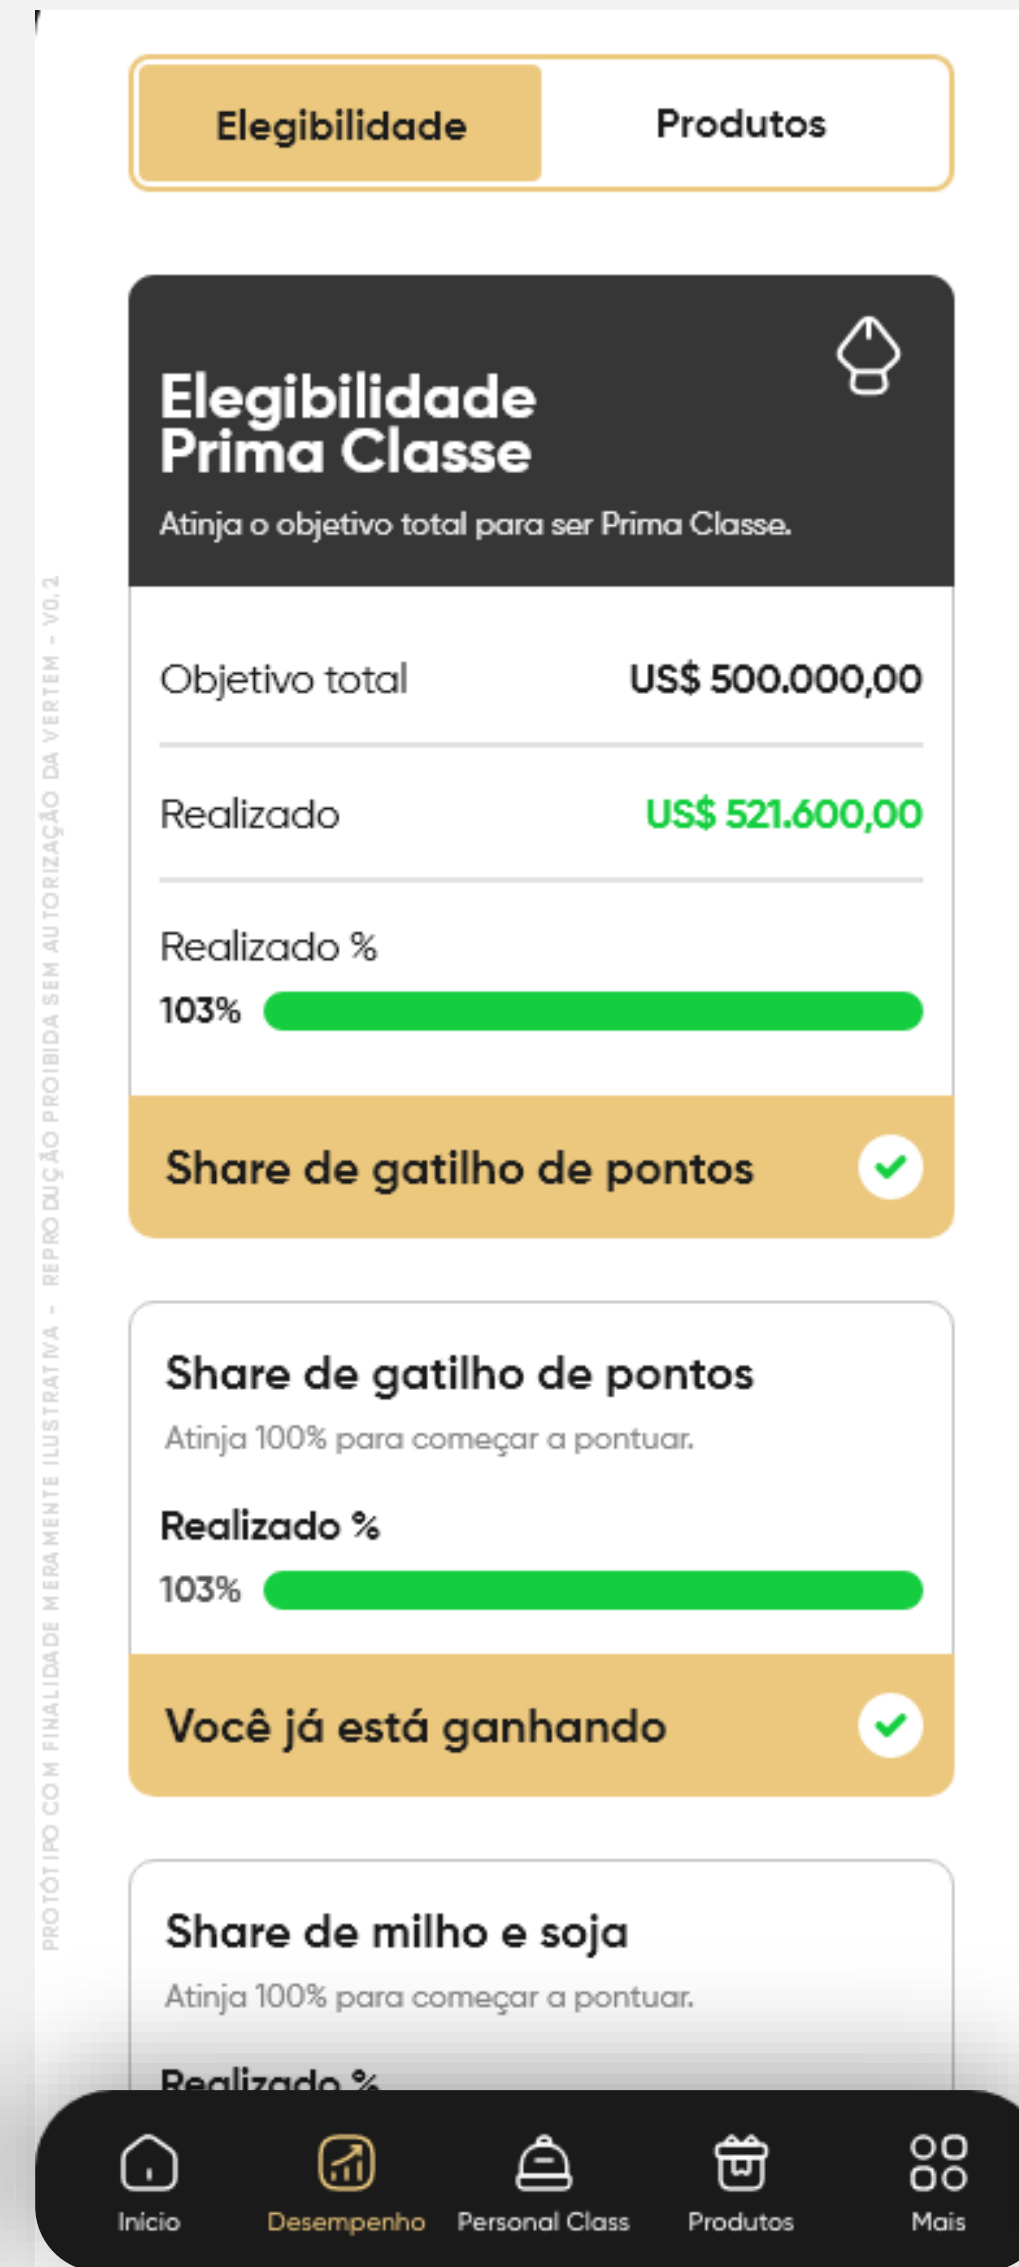 Elegibilidade
Produtos
Elegibilidade
Prima Classe
Atinja o objetivo total para ser Prima Classe.
Objetivo total
US$ 500.000,00
Realizado
US$ 521.600,00
Realizado %
103%
Share de gatilho de pontos
Share de gatilho de pontos
Atinja 100% para começar a pontuar.
Realizado %
103%
Você já está ganhando
Share de milho e soja
Atinja 100% para começar a pontuar.
Realizado %
Início
Desempenho
Personal Class
Produtos
Mais
PROTÓTIPO COM FINALIDADE MERAMENTE ILUSTRATIVA - REPRODUÇÃO PROIBIDA SEM AUTORIZAÇÃO DA VERTEM - V0.2